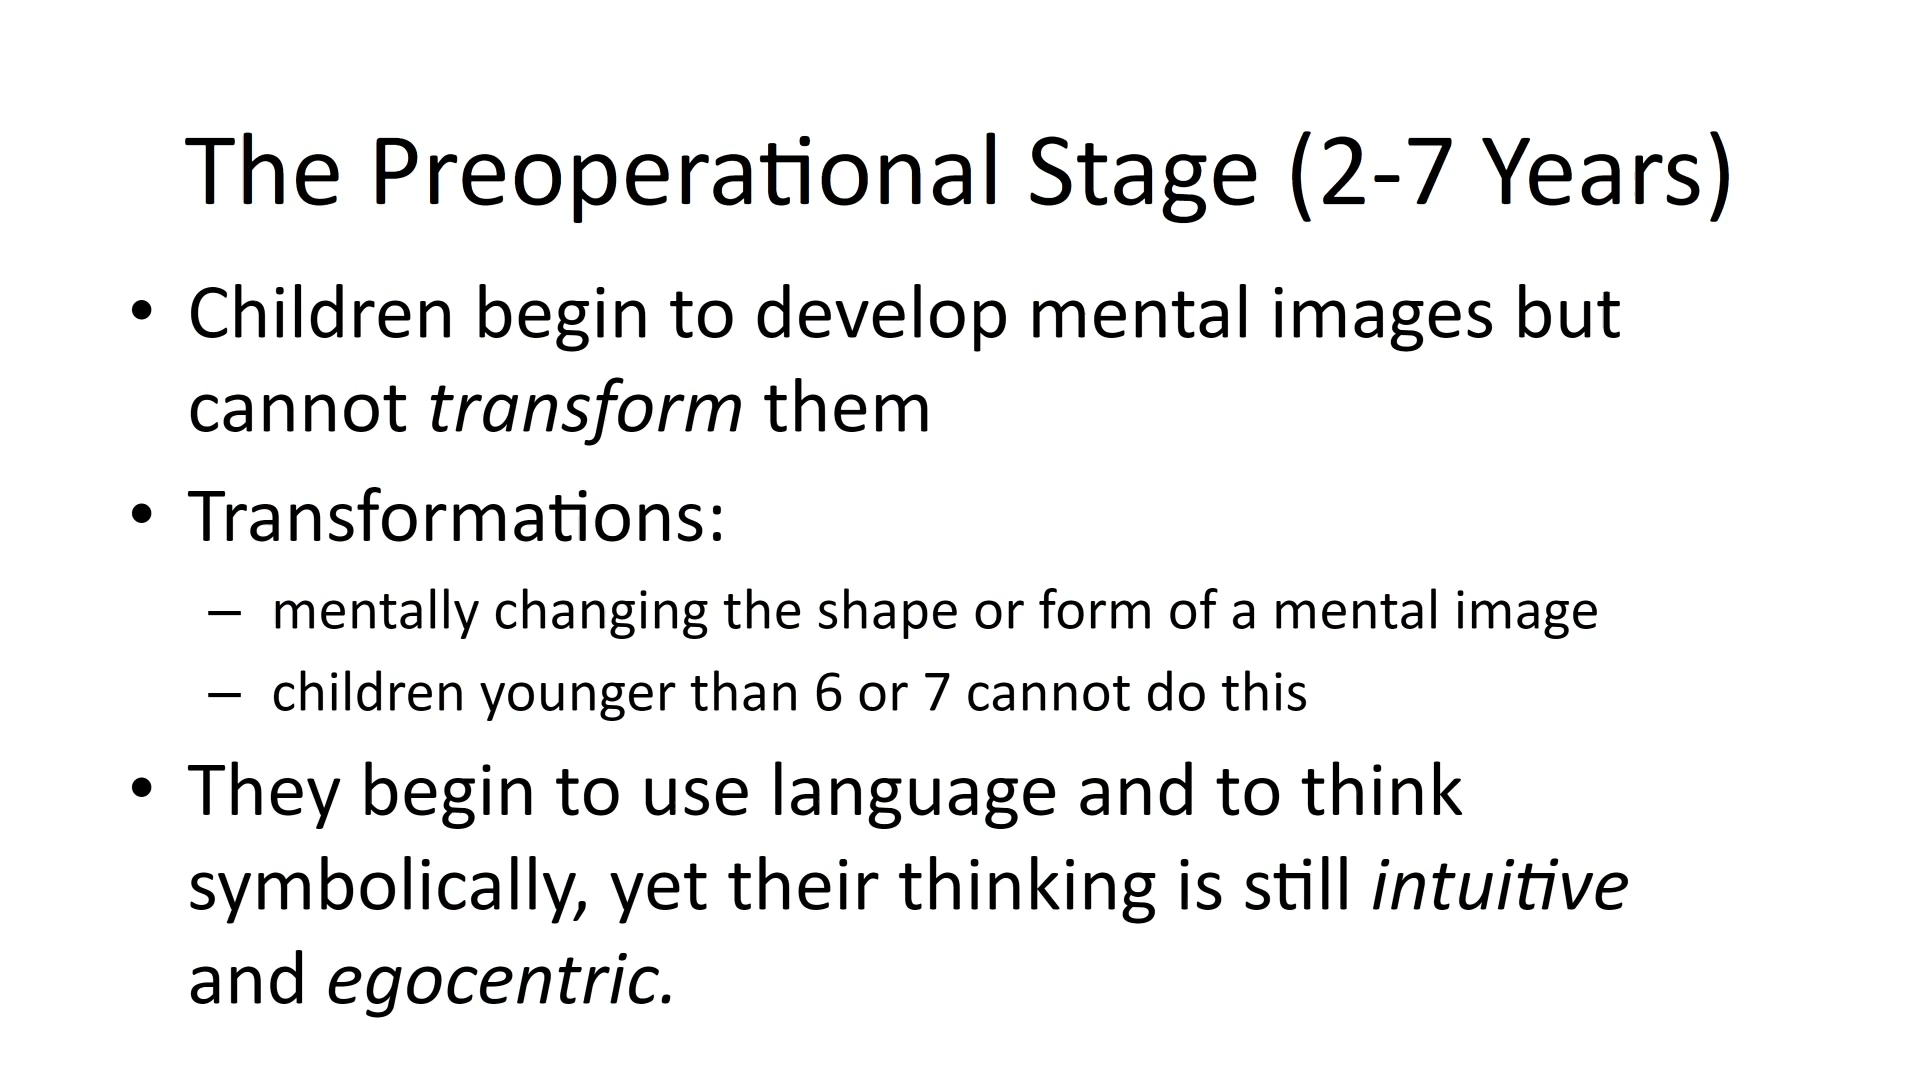 The Preoperational Stage (2-7 Years)
• Children begin to develop mental images but
cannot transform them
• Transformations:
– mentally changing the shape or form of a mental image
– children younger than 6 or 7 cannot do this
• They begin to use language and to think
symbolically, yet their thinking is still intuitive
and egocentric.